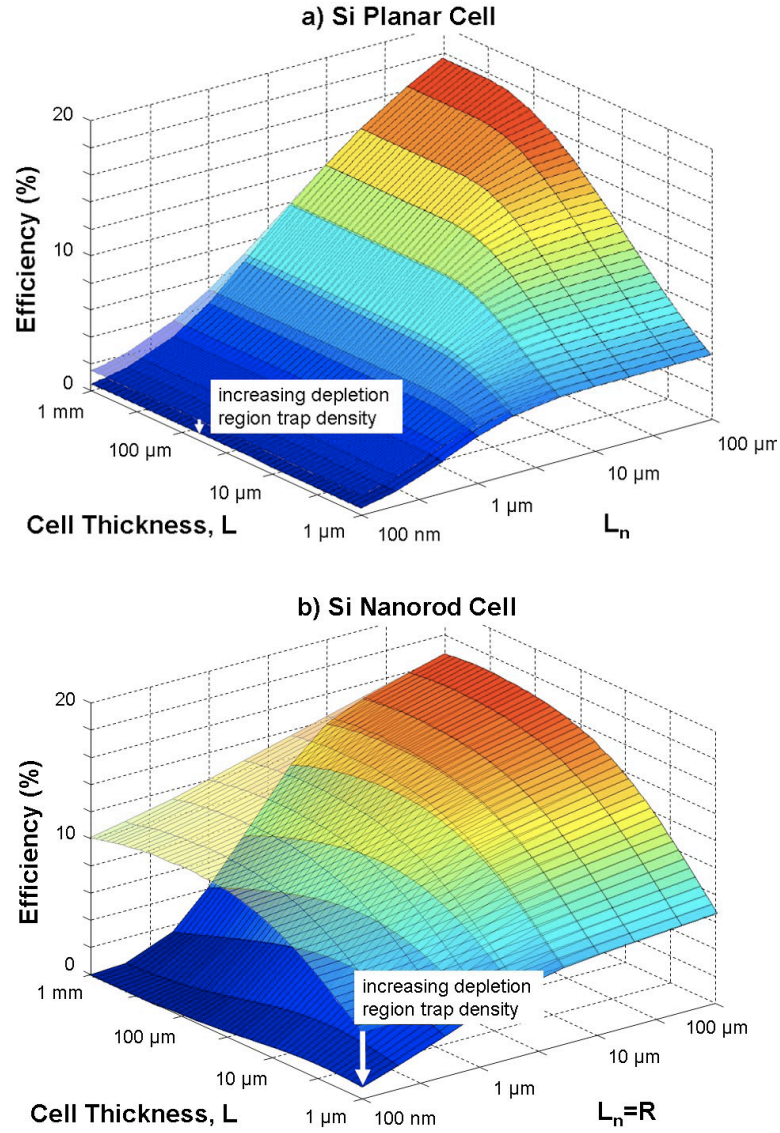 a) Si Planar Cell
20
10
0
Efficiency (%)
1 mm
100 µm
10 µm
1 µm
Cell Thickness, L
increasing depletion
region trap density
100 nm
1 µm
10 µm
100 µm
Lₙ
b) Si Nanorod Cell
20
10
0
Efficiency (%)
1 mm
100 µm
10 µm
1 µm
Cell Thickness, L
increasing depletion
region trap density
100 nm
1 µm
10 µm
100 µm
Lₙ=R